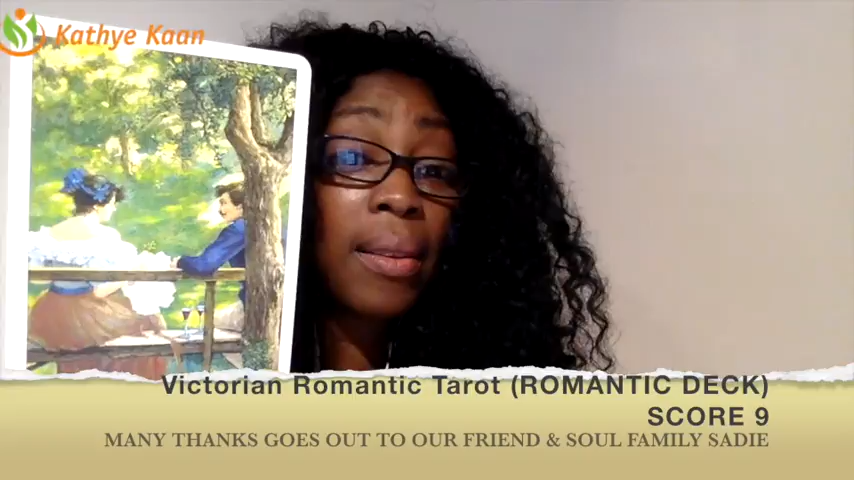 Kathye Kaan
Victorian Romantic Tarot (ROMANTIC DECK)
SCORE 9
MANY THANKS GOES OUT TO OUR FRIEND & SOUL FAMILY SADIE